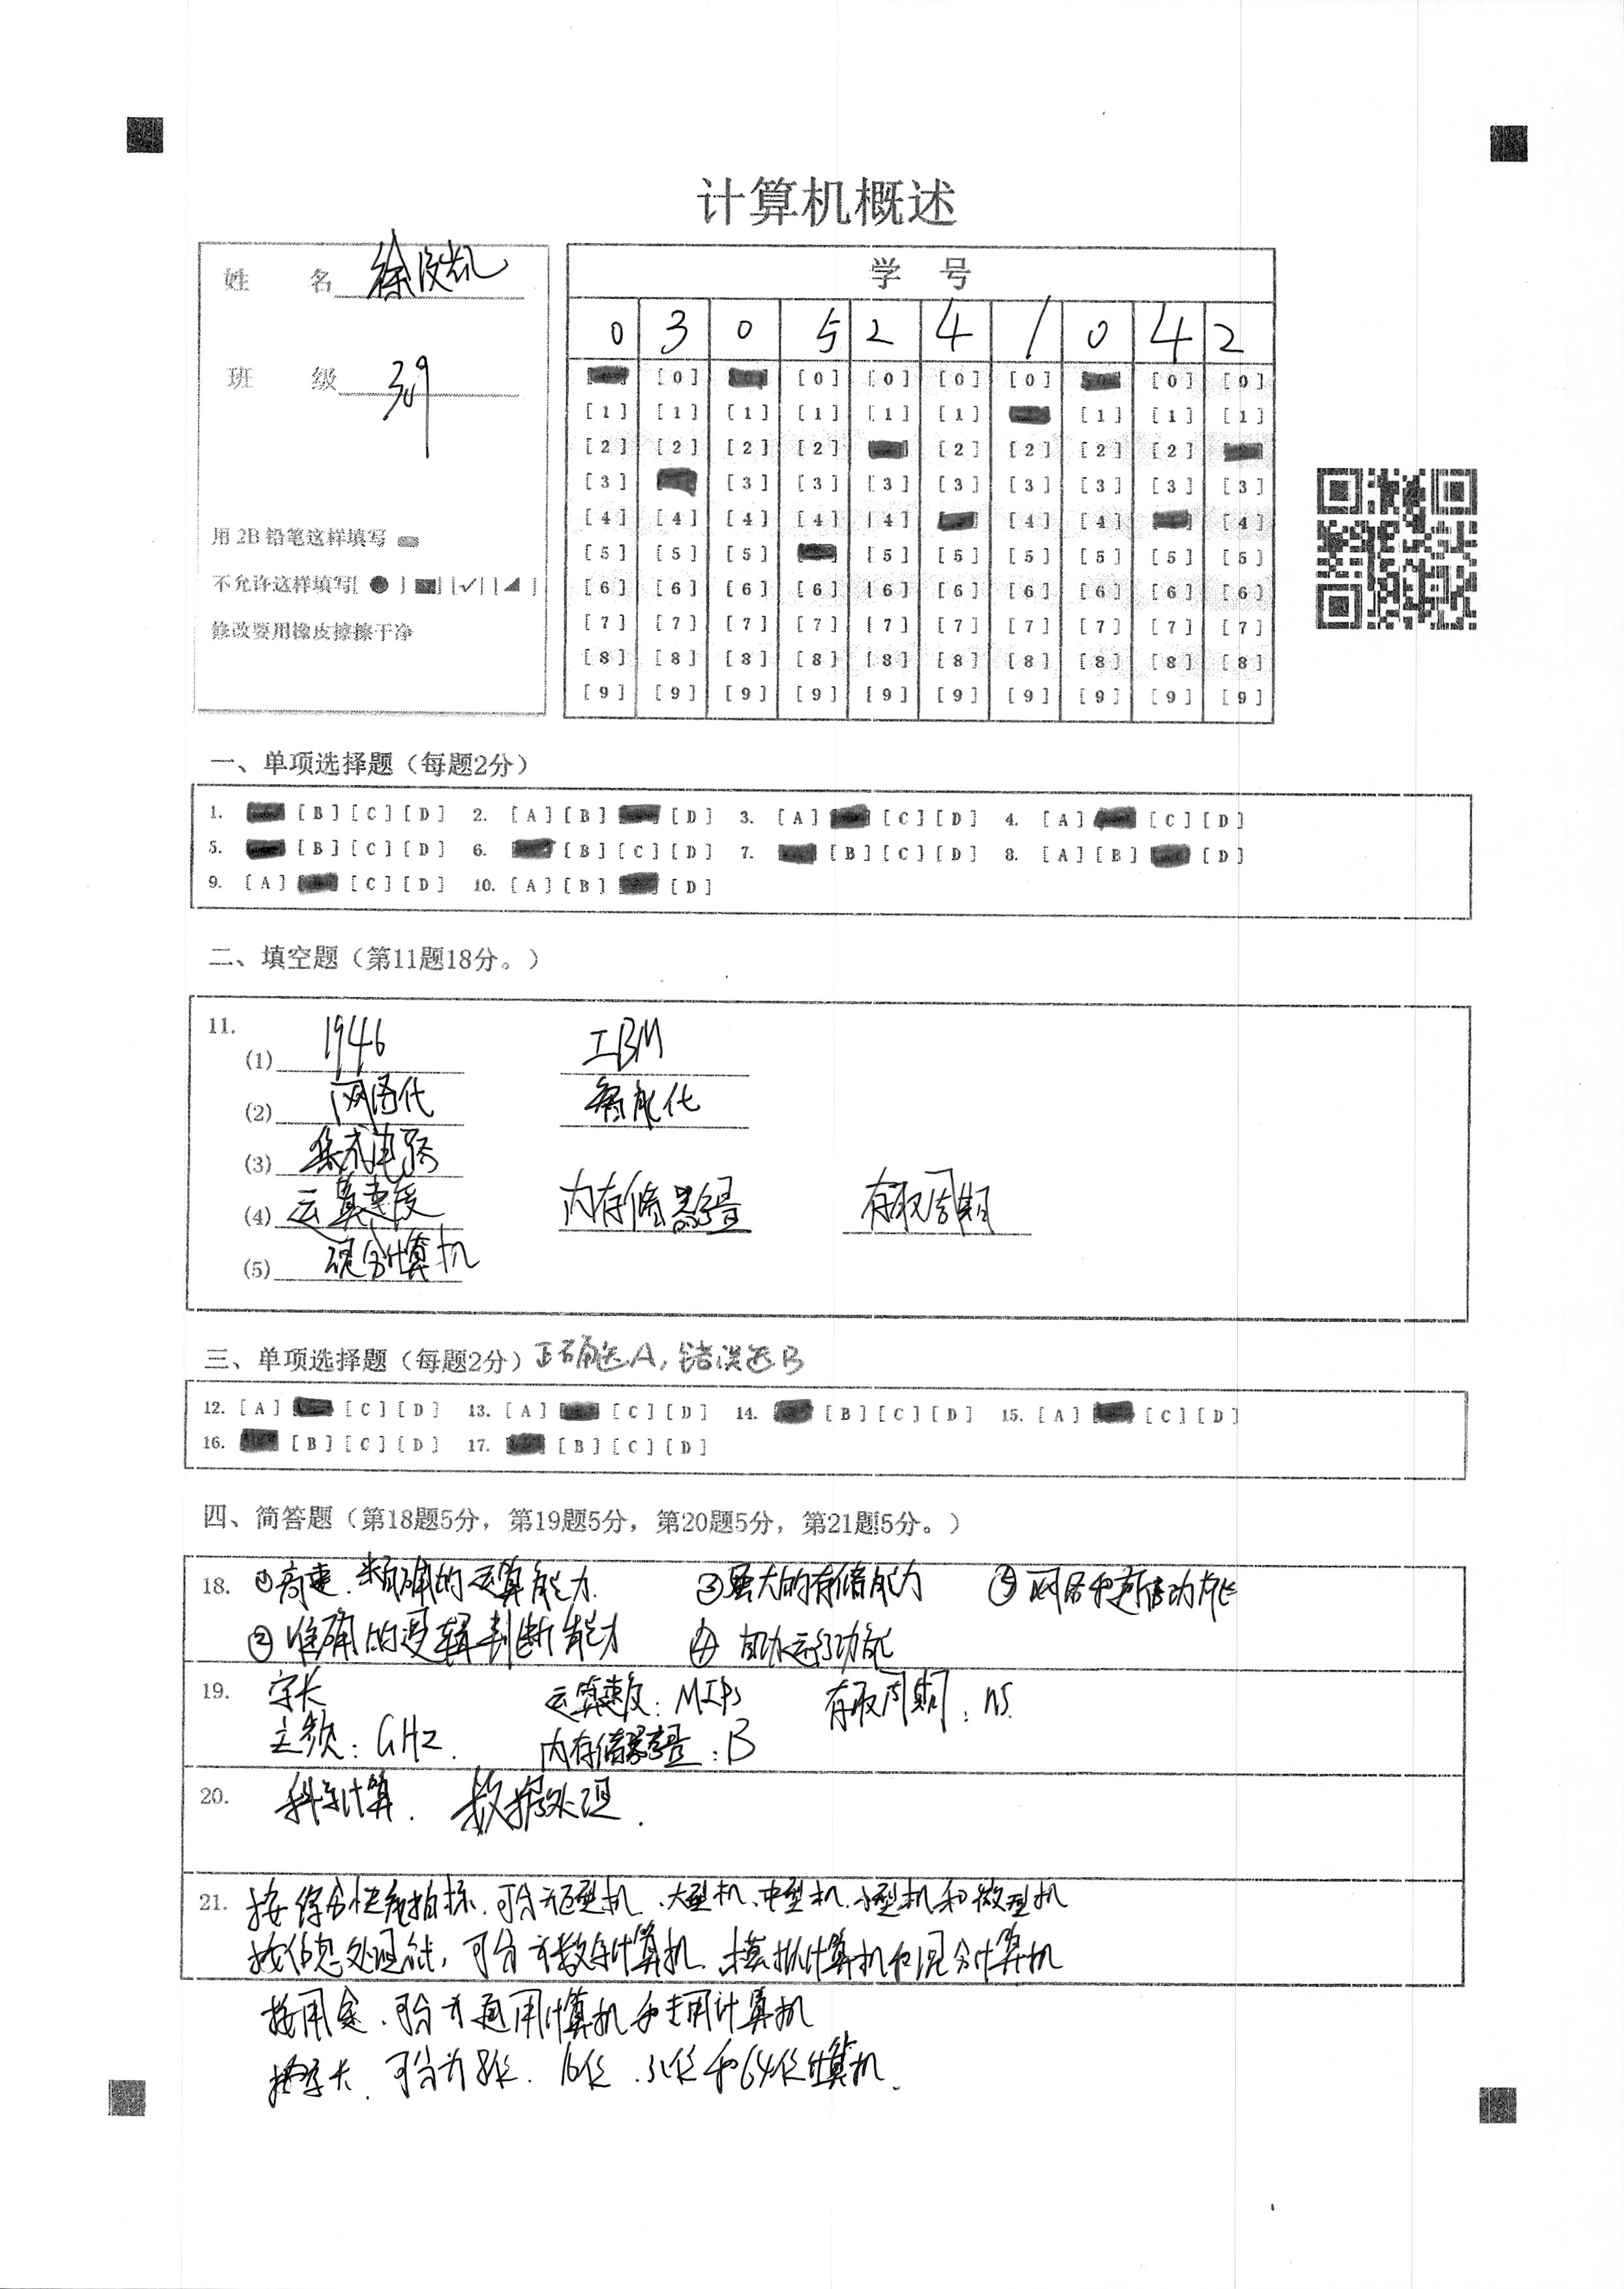 计算机概述
姓 名 徐俊凯
班 级
用 2B 铅笔这样填写
不允许这样填写[ ● ] [■] [√] [◢ ]
修改要用橡皮擦擦干净
学 号
0 3 0 5 2 4 1 0 4 2
[0] [0] [0] [0] [0] [0]
[1] [1] [1] [1] [1] [1] [1] [1] [1]
[2] [2] [2] [2] [2] [2] [2] [2]
[3] [3] [3] [3] [3] [3] [3] [3] [3]
[4] [4] [4] [4] [4] [4] [4] [4]
[5] [5] [5] [5] [5] [5] [5] [5] [5]
[6] [6] [6] [6] [6] [6] [6] [6] [6] [6]
[7] [7] [7] [7] [7] [7] [7] [7] [7] [7]
[8] [8] [8] [8] [8] [8] [8] [8] [8] [8]
[9] [9] [9] [9] [9] [9] [9] [9] [9] [9]
一、单项选择题（每题2分）
1. [B] [C] [D] 2. [A] [B] [D] 3. [A] [C] [D] 4. [A] [C] [D]
5. [B] [C] [D] 6. [B] [C] [D] 7. [B] [C] [D] 8. [A] [B] [D]
9. [A] [C] [D] 10. [A] [B] [D]
二、填空题（第11题18分。）
11.
(1) 1946 IBM
(2) 网络化 智能化
(3) 集成电路
(4) 运算速度 内存储器容量 存取周期
(5) 混合计算机
三、单项选择题（每题2分）正确选A，错误选B
12. [A] [C] [D] 13. [A] [C] [D] 14. [B] [C] [D] 15. [A] [C] [D]
16. [B] [C] [D] 17. [B] [C] [D]
四、简答题（第18题5分，第19题5分，第20题5分，第21题5分。）
18. ①高速、精确的运算能力. ③强大的存储能力 ⑤网络和通信功能
②准确的逻辑判断能力 ④自动运行功能
19. 字长 运算速度：MIPS 存取周期：ns.
主频：GHz. 内存储器容量：B
20. 科学计算. 数据处理.
21. 按综合性能指标、可分为巨型机、大型机、中型机、小型机和微型机
按信息处理方式，可分为数字计算机、模拟计算机和混合计算机
按用途、可分为通用计算机和专用计算机
按字长、可分为8位、16位、32位和64位计算机.